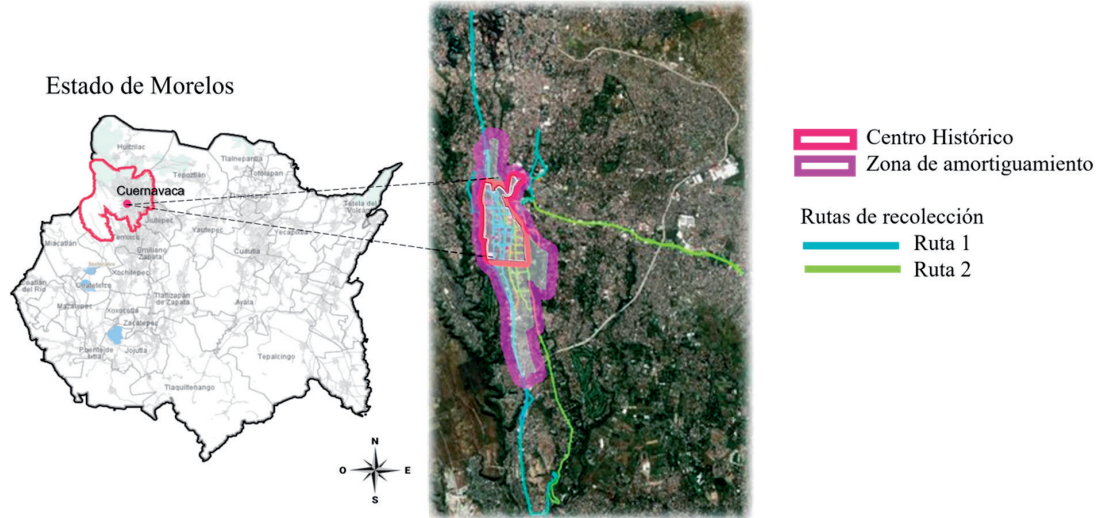 Estado de Morelos
Huitzilac
Tlalnepantla
Tepoztlán
Totolapan
Cuernavaca
Jiutepec
Tetela del
Volcán
Temixco
Yautepec
Yecapixtla
Miacatlán
Emiliano
Zapata
Cuautla
Xochitepec
Coatlán
del Río
Tlaltizapán
de Zapata
Ayala
Mazatepec
Xoxocotla
Zacatepec
Puente de
Ixtla
Jojutla
Tepalcingo
Tlaquiltenango
N
O
E
S
Centro Histórico
Zona de amortiguamiento
Rutas de recolección
Ruta 1
Ruta 2